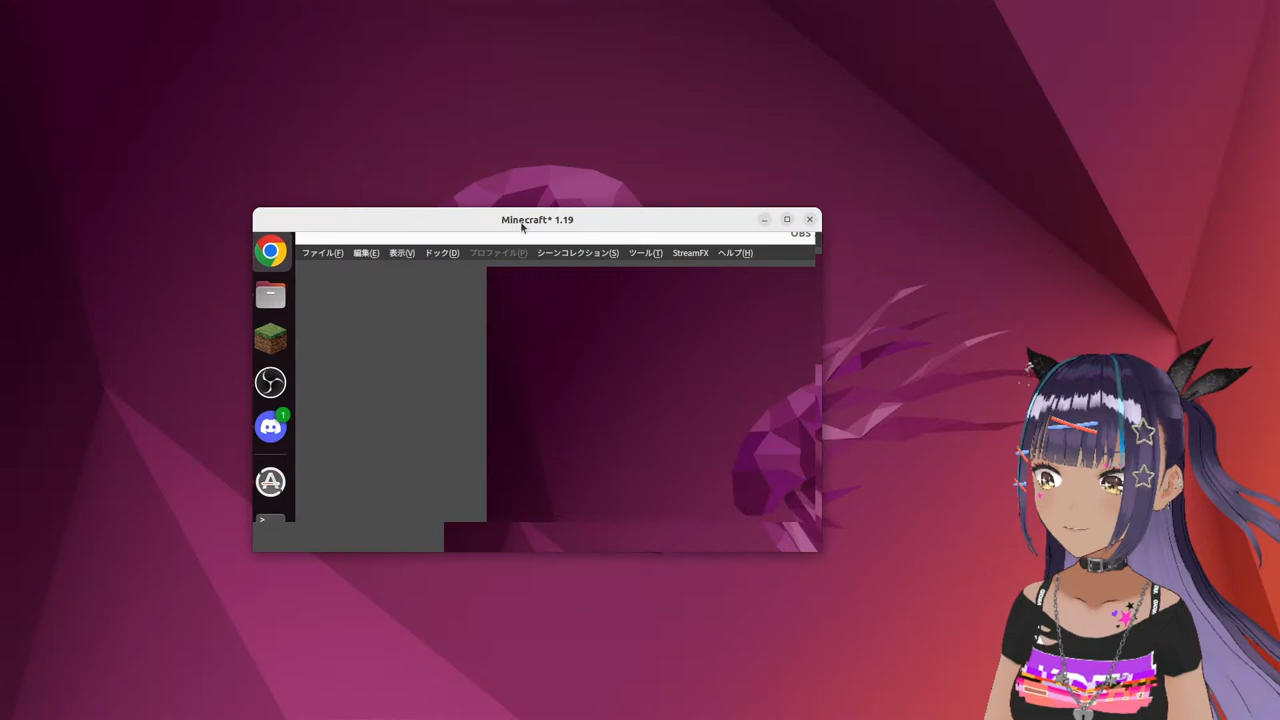 Minecraft* 1.19
OBS
ファイル(F) 編集(E) 表示(V) ドック(D) プロファイル(P) シーンコレクション(S) ツール(T) StreamFX ヘルプ(H)
1